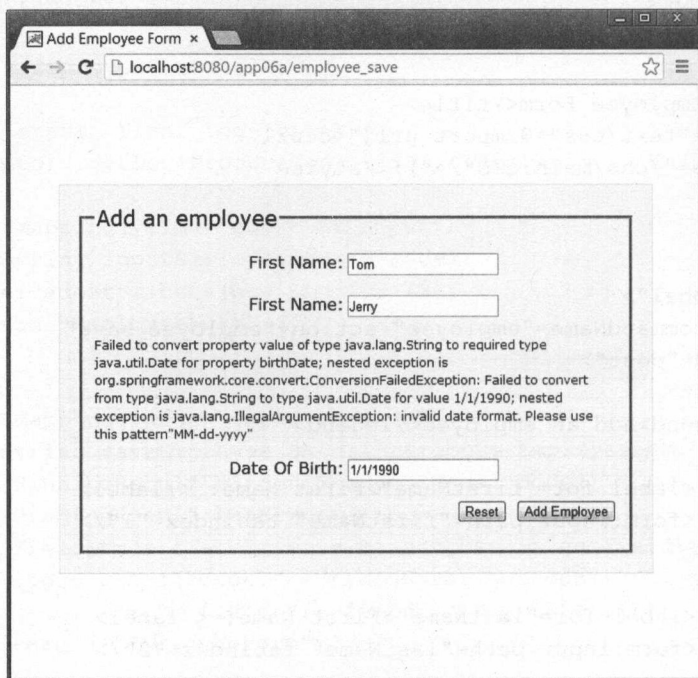 Add Employee Form ×
localhost:8080/app06a/employee_save
Add an employee
First Name: Tom
First Name: Jerry
Failed to convert property value of type java.lang.String to required type
java.util.Date for property birthDate; nested exception is
org.springframework.core.convert.ConversionFailedException: Failed to convert
from type java.lang.String to type java.util.Date for value 1/1/1990; nested
exception is java.lang.IllegalArgumentException: invalid date format. Please use
this pattern"MM-dd-yyyy"
Date Of Birth: 1/1/1990
Reset Add Employee